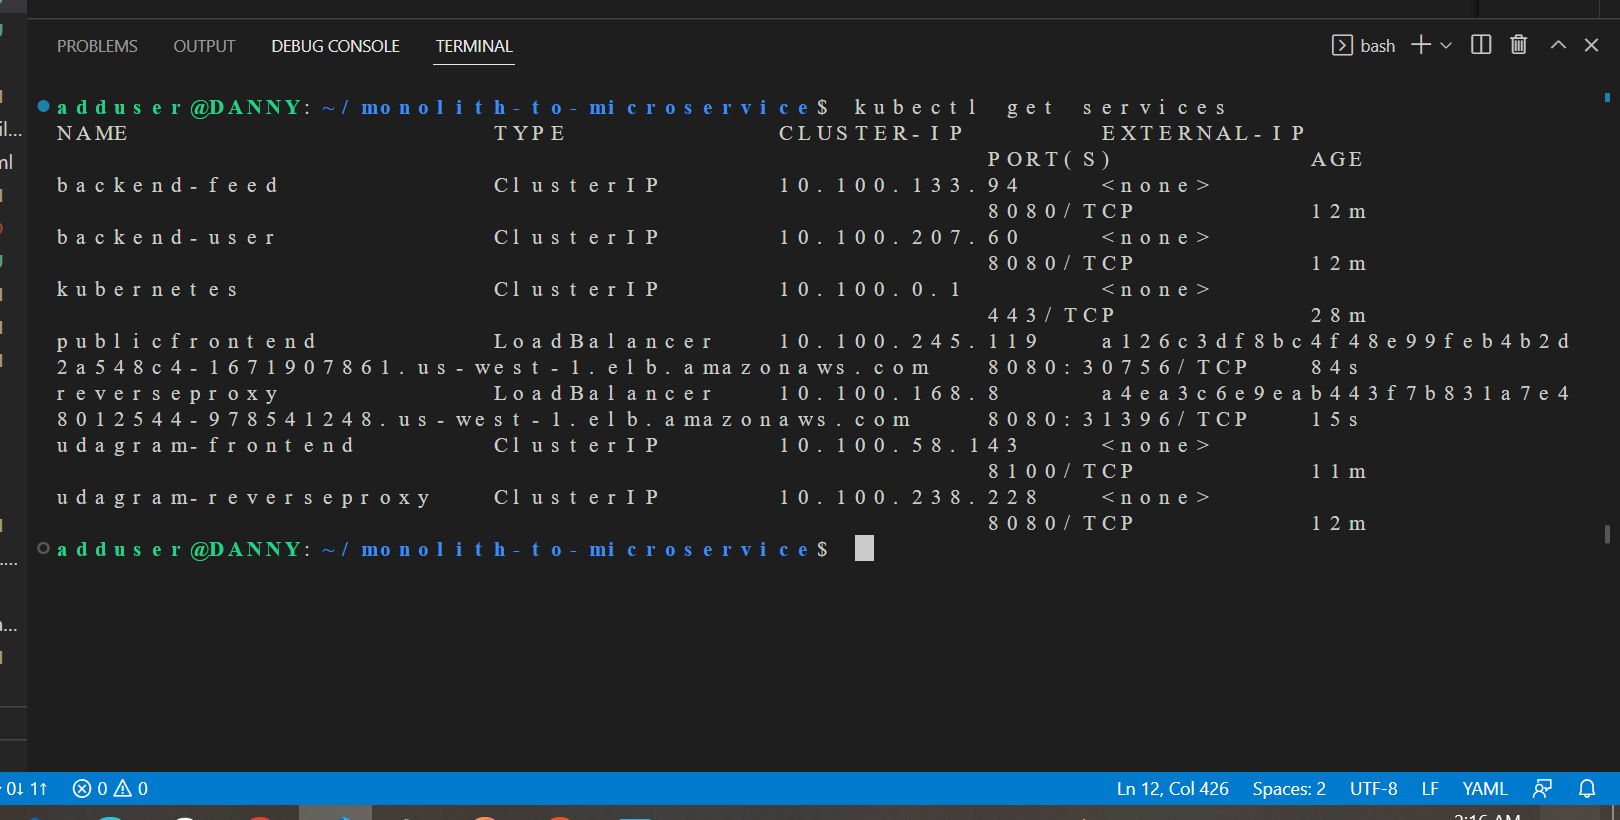 PROBLEMS OUTPUT DEBUG CONSOLE TERMINAL bash
adduser@DANNY:~/monolith-to-microservice$ kubectl get services
NAME TYPE CLUSTER-IP EXTERNAL-IP
PORT(S) AGE
backend-feed ClusterIP 10.100.133.94 <none>
8080/TCP 12m
backend-user ClusterIP 10.100.207.60 <none>
8080/TCP 12m
kubernetes ClusterIP 10.100.0.1 <none>
443/TCP 28m
publicfrontend LoadBalancer 10.100.245.119 a126c3df8bc4f48e99feb4b2d
2a548c4-1671907861.us-west-1.elb.amazonaws.com 8080:30756/TCP 84s
reverseproxy LoadBalancer 10.100.168.8 a4ea3c6e9eab443f7b831a7e4
8012544-978541248.us-west-1.elb.amazonaws.com 8080:31396/TCP 15s
udagram-frontend ClusterIP 10.100.58.143 <none>
8100/TCP 11m
udagram-reverseproxy ClusterIP 10.100.238.228 <none>
8080/TCP 12m
adduser@DANNY:~/monolith-to-microservice$
0↓ 1↑ 0 0 Ln 12, Col 426 Spaces: 2 UTF-8 LF YAML